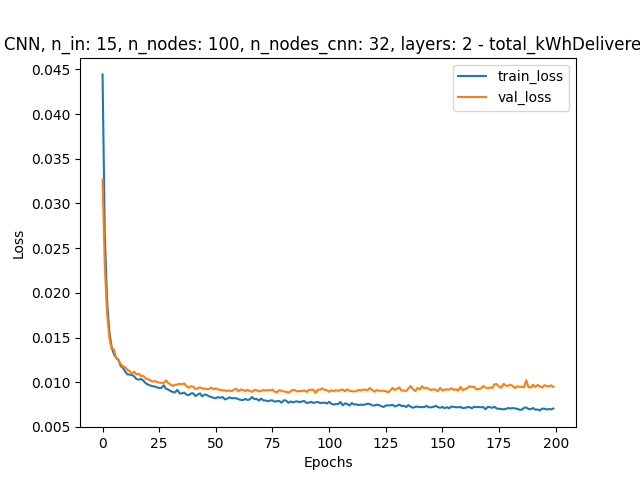 CNN, n_in: 15, n_nodes: 100, n_nodes_cnn: 32, layers: 2 - total_kWhDelivere
train_loss
val_loss
0.045
0.040
0.035
0.030
0.025
0.020
0.015
0.010
0.005
Loss
0 25 50 75 100 125 150 175 200
Epochs